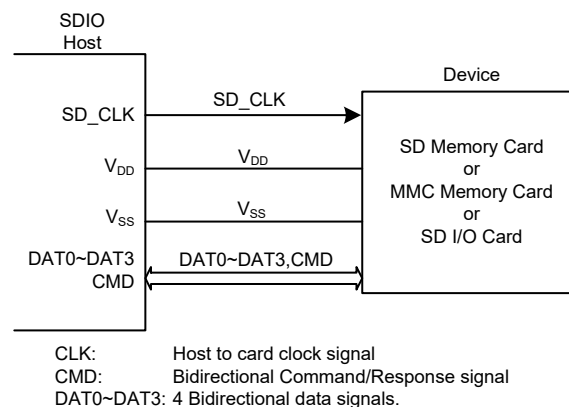 SDIO
Host
Device
SD_CLK
SD_CLK
SD Memory Card
or
MMC Memory Card
or
SD I/O Card
VDD
VDD
VSS
VSS
DAT0~DAT3
CMD
DAT0~DAT3,CMD
CLK: Host to card clock signal
CMD: Bidirectional Command/Response signal
DAT0~DAT3: 4 Bidirectional data signals.